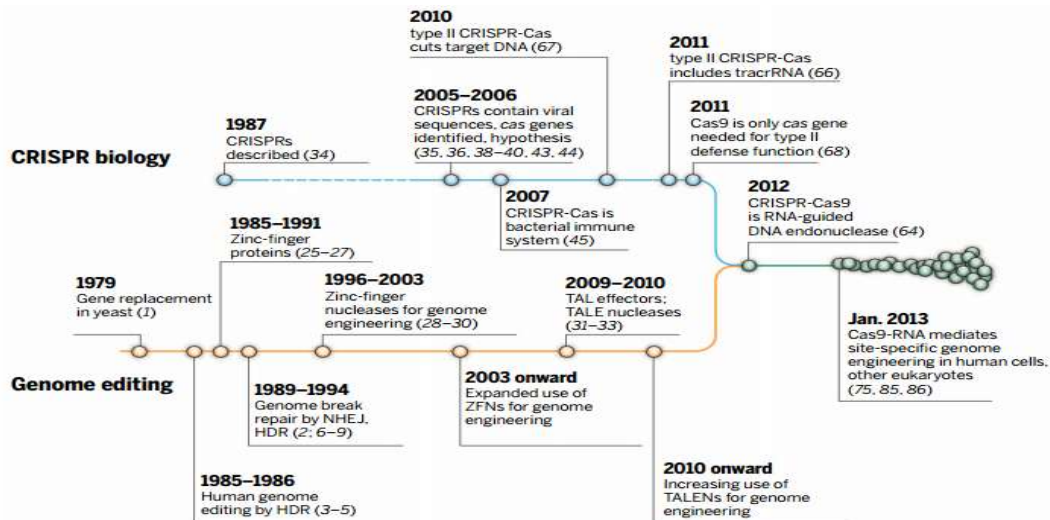 2010
type II CRISPR-Cas
cuts target DNA (67)
2011
type II CRISPR-Cas
includes tracrRNA (66)
2005–2006
CRISPRs contain viral
sequences, cas genes
identified, hypothesis
(35, 36, 38–40, 43, 44)
2011
Cas9 is only cas gene
needed for type II
defense function (68)
1987
CRISPRs
described (34)
CRISPR biology
2007
CRISPR-Cas is
bacterial immune
system (45)
2012
CRISPR-Cas9
is RNA-guided
DNA endonuclease (64)
1985–1991
Zinc-finger
proteins (25–27)
1979
Gene replacement
in yeast (1)
1996–2003
Zinc-finger
nucleases for genome
engineering (28–30)
2009–2010
TAL effectors;
TALE nucleases
(31–33)
Jan. 2013
Cas9-RNA mediates
site-specific genome
engineering in human cells,
other eukaryotes
(75, 85, 86)
Genome editing
1989–1994
Genome break
repair by NHEJ,
HDR (2; 6–9)
2003 onward
Expanded use of
ZFNs for genome
engineering
1985–1986
Human genome
editing by HDR (3–5)
2010 onward
Increasing use of
TALENs for genome
engineering